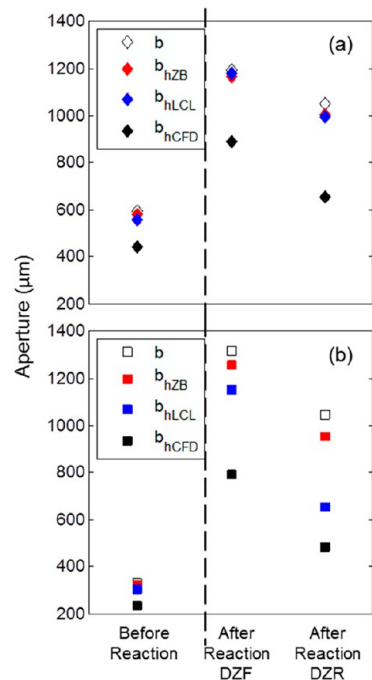 1400
1200
1000
800
600
400
200
(a)
b
bhZB
bhLCL
bhCFD
Aperture (μm)
1400
1200
1000
800
600
400
200
(b)
b
bhZB
bhLCL
bhCFD
Before
Reaction
After
Reaction
DZF
After
Reaction
DZR